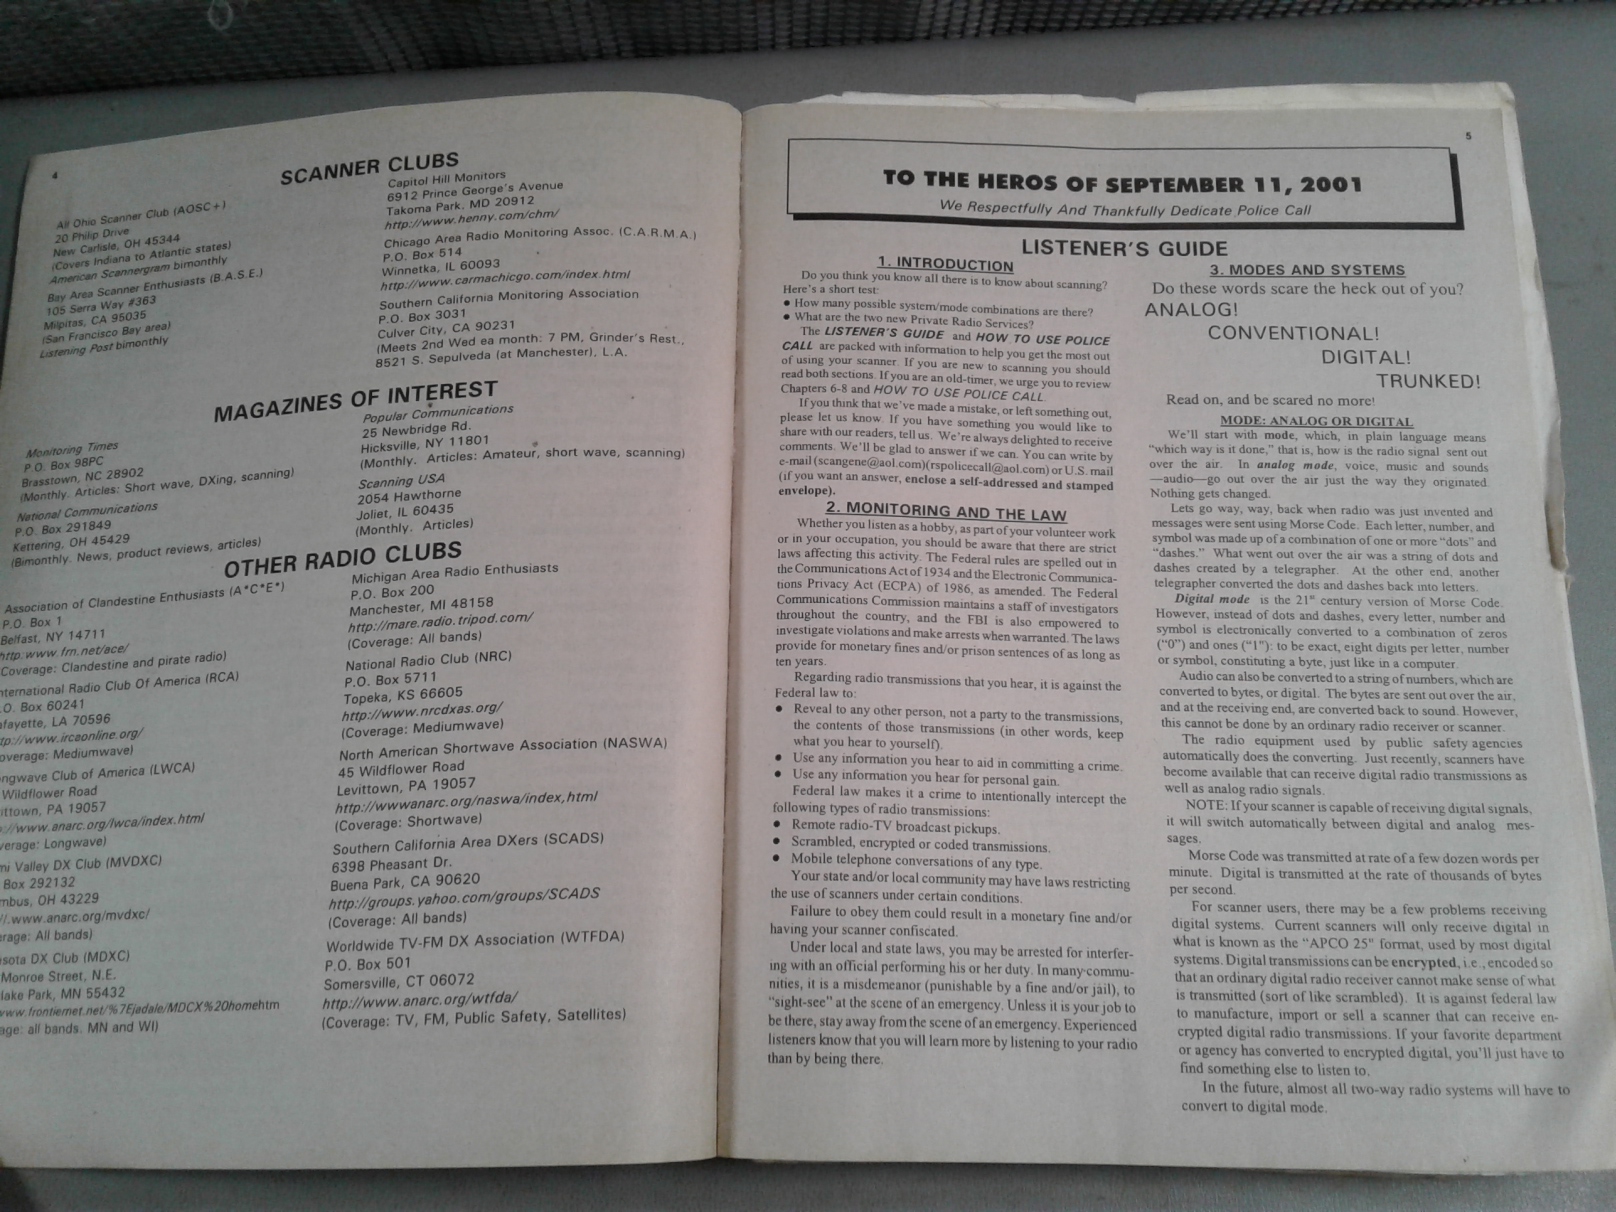 4
SCANNER CLUBS
All Ohio Scanner Club (AOSC+)
20 Philip Drive
New Carlisle, OH 45344
(Covers Indiana to Atlantic states)
American Scannergram bimonthly
Bay Area Scanner Enthusiasts (B.A.S.E.)
105 Serra Way #363
Milpitas, CA 95035
(San Francisco Bay area)
Listening Post bimonthly
Capitol Hill Monitors
6912 Prince George's Avenue
Takoma Park, MD 20912
http://www.henny.com/chm/
Chicago Area Radio Monitoring Assoc. (C.A.R.M.A.)
P.O. Box 514
Winnetka, IL 60093
http://www.carmachicgo.com/index.html
Southern California Monitoring Association
P.O. Box 3031
Culver City, CA 90231
(Meets 2nd Wed ea month: 7 PM, Grinder's Rest.,
8521 S. Sepulveda (at Manchester), L.A.
MAGAZINES OF INTEREST
Monitoring Times
P.O. Box 98PC
Brasstown, NC 28902
(Monthly. Articles: Short wave, DXing, scanning)
National Communications
P.O. Box 291849
Kettering, OH 45429
(Bimonthly. News, product reviews, articles)
Popular Communications
25 Newbridge Rd.
Hicksville, NY 11801
(Monthly. Articles: Amateur, short wave, scanning)
Scanning USA
2054 Hawthorne
Joliet, IL 60435
(Monthly. Articles)
OTHER RADIO CLUBS
Association of Clandestine Enthusiasts (A*C*E*)
P.O. Box 1
Belfast, NY 14711
http:www.frn.net/ace/
(Coverage: Clandestine and pirate radio)
nternational Radio Club Of America (RCA)
.O. Box 60241
afayette, LA 70596
tp://www.ircaonline.org/
overage: Mediumwave)
ngwave Club of America (LWCA)
Wildflower Road
vittown, PA 19057
://www.anarc.org/lwca/index.html
verage: Longwave)
mi Valley DX Club (MVDXC)
Box 292132
mbus, OH 43229
//.www.anarc.org/mvdxc/
erage: All bands)
sota DX Club (MDXC)
Monroe Street, N.E.
lake Park, MN 55432
www.frontiernet.net/%7Ejadale/MDCX%20homehtm
age: all bands. MN and WI)
Michigan Area Radio Enthusiasts
P.O. Box 200
Manchester, MI 48158
http://mare.radio.tripod.com/
(Coverage: All bands)
National Radio Club (NRC)
P.O. Box 5711
Topeka, KS 66605
http://www.nrcdxas.org/
(Coverage: Mediumwave)
North American Shortwave Association (NASWA)
45 Wildflower Road
Levittown, PA 19057
http://wwwanarc.org/naswa/index,html
(Coverage: Shortwave)
Southern California Area DXers (SCADS)
6398 Pheasant Dr.
Buena Park, CA 90620
http://groups.yahoo.com/groups/SCADS
(Coverage: All bands)
Worldwide TV-FM DX Association (WTFDA)
P.O. Box 501
Somersville, CT 06072
http://www.anarc.org/wtfda/
(Coverage: TV, FM, Public Safety, Satellites)
5
TO THE HEROS OF SEPTEMBER 11, 2001
We Respectfully And Thankfully Dedicate Police Call
LISTENER'S GUIDE
1. INTRODUCTION
Do you think you know all there is to know about scanning?
Here's a short test:
● How many possible system/mode combinations are there?
● What are the two new Private Radio Services?
The LISTENER'S GUIDE and HOW TO USE POLICE
CALL are packed with information to help you get the most out
of using your scanner. If you are new to scanning you should
read both sections. If you are an old-timer, we urge you to review
Chapters 6-8 and HOW TO USE POLICE CALL.
If you think that we've made a mistake, or left something out,
please let us know. If you have something you would like to
share with our readers, tell us. We're always delighted to receive
comments. We'll be glad to answer if we can. You can write by
e-mail (scangene@aol.com)(rspolicecall@aol.com) or U.S. mail
(if you want an answer, enclose a self-addressed and stamped
envelope).
2. MONITORING AND THE LAW
Whether you listen as a hobby, as part of your volunteer work
or in your occupation, you should be aware that there are strict
laws affecting this activity. The Federal rules are spelled out in
the Communications Act of 1934 and the Electronic Communica-
tions Privacy Act (ECPA) of 1986, as amended. The Federal
Communications Commission maintains a staff of investigators
throughout the country, and the FBI is also empowered to
investigate violations and make arrests when warranted. The laws
provide for monetary fines and/or prison sentences of as long as
ten years.
Regarding radio transmissions that you hear, it is against the
Federal law to:
● Reveal to any other person, not a party to the transmissions,
the contents of those transmissions (in other words, keep
what you hear to yourself).
● Use any information you hear to aid in committing a crime.
● Use any information you hear for personal gain.
Federal law makes it a crime to intentionally intercept the
following types of radio transmissions:
● Remote radio-TV broadcast pickups.
● Scrambled, encrypted or coded transmissions.
● Mobile telephone conversations of any type.
Your state and/or local community may have laws restricting
the use of scanners under certain conditions.
Failure to obey them could result in a monetary fine and/or
having your scanner confiscated.
Under local and state laws, you may be arrested for interfer-
ing with an official performing his or her duty. In many commu-
nities, it is a misdemeanor (punishable by a fine and/or jail), to
"sight-see" at the scene of an emergency. Unless it is your job to
be there, stay away from the scene of an emergency. Experienced
listeners know that you will learn more by listening to your radio
than by being there.
3. MODES AND SYSTEMS
Do these words scare the heck out of you?
ANALOG!
CONVENTIONAL!
DIGITAL!
TRUNKED!
Read on, and be scared no more!
MODE: ANALOG OR DIGITAL
We'll start with mode, which, in plain language means
"which way is it done," that is, how is the radio signal sent out
over the air. In analog mode, voice, music and sounds
—audio—go out over the air just the way they originated.
Nothing gets changed.
Lets go way, way, back when radio was just invented and
messages were sent using Morse Code. Each letter, number, and
symbol was made up of a combination of one or more "dots" and
"dashes." What went out over the air was a string of dots and
dashes created by a telegrapher. At the other end, another
telegrapher converted the dots and dashes back into letters.
Digital mode is the 21st century version of Morse Code.
However, instead of dots and dashes, every letter, number and
symbol is electronically converted to a combination of zeros
("0") and ones ("1"): to be exact, eight digits per letter, number
or symbol, constituting a byte, just like in a computer.
Audio can also be converted to a string of numbers, which are
converted to bytes, or digital. The bytes are sent out over the air,
and at the receiving end, are converted back to sound. However,
this cannot be done by an ordinary radio receiver or scanner.
The radio equipment used by public safety agencies
automatically does the converting. Just recently, scanners have
become available that can receive digital radio transmissions as
well as analog radio signals.
NOTE: If your scanner is capable of receiving digital signals,
it will switch automatically between digital and analog mes-
sages.
Morse Code was transmitted at rate of a few dozen words per
minute. Digital is transmitted at the rate of thousands of bytes
per second.
For scanner users, there may be a few problems receiving
digital systems. Current scanners will only receive digital in
what is known as the "APCO 25" format, used by most digital
systems. Digital transmissions can be encrypted, i.e., encoded so
that an ordinary digital radio receiver cannot make sense of what
is transmitted (sort of like scrambled). It is against federal law
to manufacture, import or sell a scanner that can receive en-
crypted digital radio transmissions. If your favorite department
or agency has converted to encrypted digital, you'll just have to
find something else to listen to.
In the future, almost all two-way radio systems will have to
convert to digital mode.